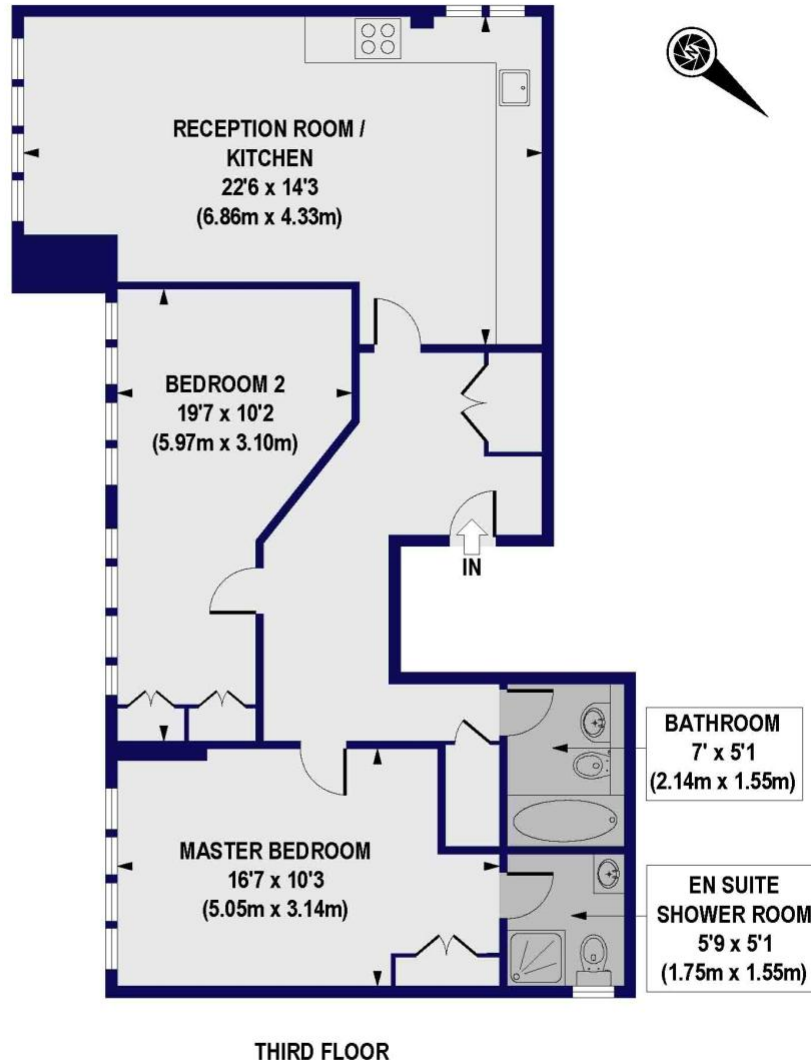 RECEPTION ROOM /
KITCHEN
22'6 x 14'3
(6.86m x 4.33m)
BEDROOM 2
19'7 x 10'2
(5.97m x 3.10m)
IN
BATHROOM
7' x 5'1
(2.14m x 1.55m)
MASTER BEDROOM
16'7 x 10'3
(5.05m x 3.14m)
EN SUITE
SHOWER ROOM
5'9 x 5'1
(1.75m x 1.55m)
THIRD FLOOR